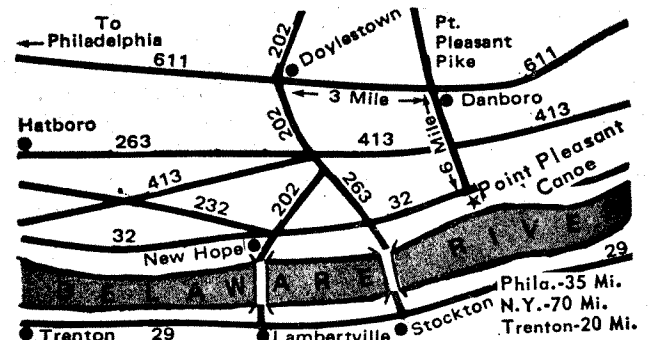 To
Philadelphia
611
202
Doylestown
Pt.
Pleasant
Pike
611
3 Mile
Danboro
202
413
Hatboro
263
413
6 Mile
413
232
202
263
32
Point Pleasant
Canoe
32
New Hope
DELAWARE RIVER
29
Phila.-35 Mi.
N.Y.-70 Mi.
Trenton-20 Mi.
Trenton
29
Lambertville
Stockton